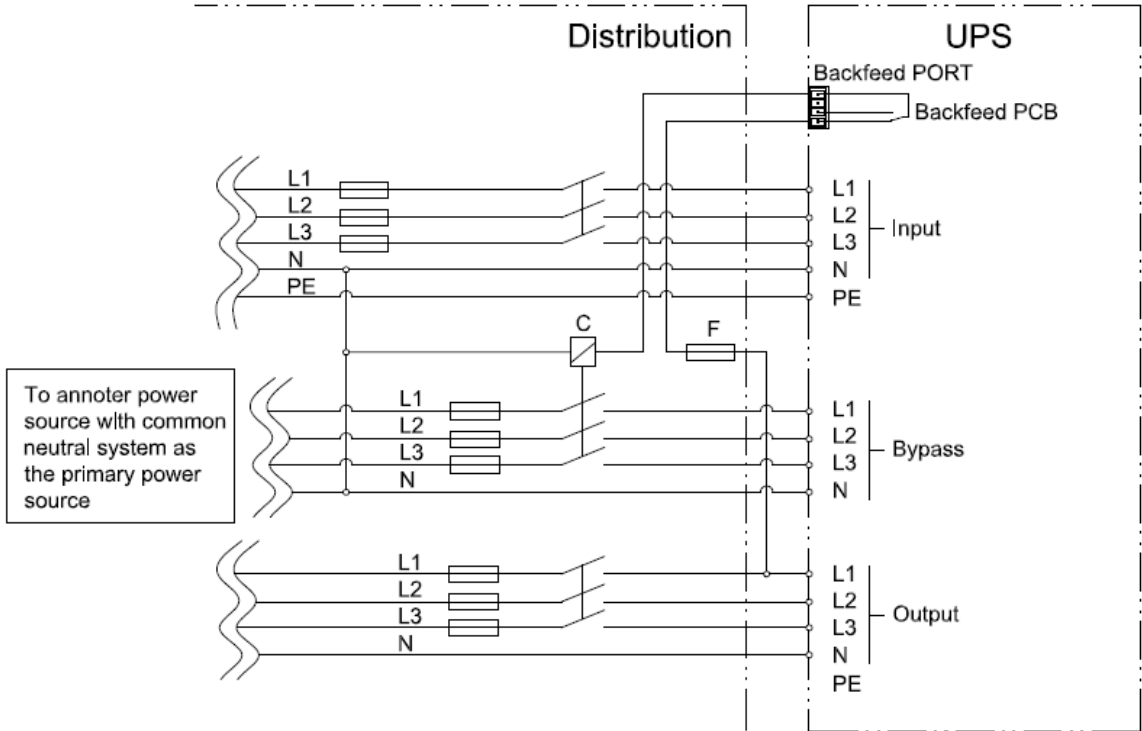 Distribution
UPS
Backfeed PORT
Backfeed PCB
L1
L2
L3
N
PE
L1
L2
L3
N
PE
Input
C
F
To annoter power
source wlth common
neutral system as
the primary power
source
L1
L2
L3
N
L1
L2
L3
N
Bypass
L1
L2
L3
N
L1
L2
L3
N
PE
Output